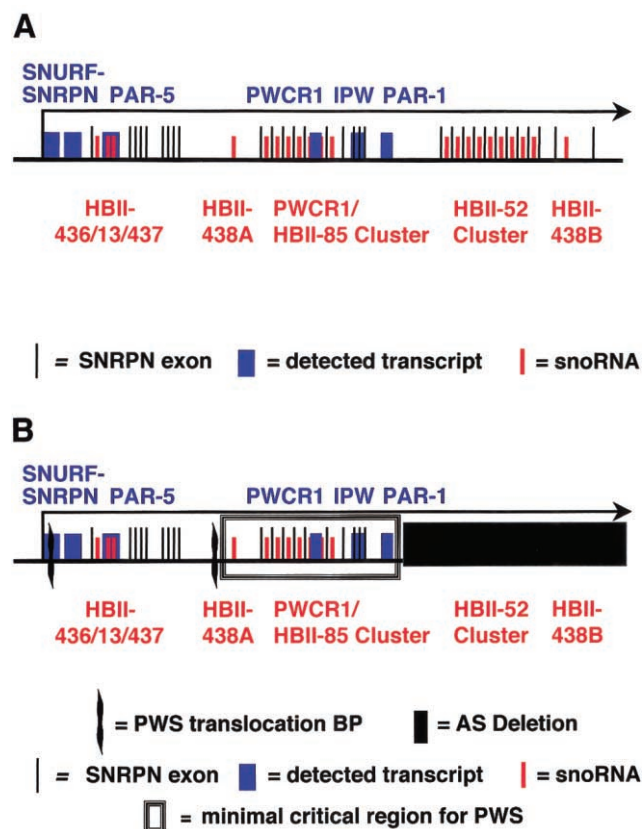 A
SNURF-
SNRPN PAR-5 PWCR1 IPW PAR-1
HBII- HBII- PWCR1/ HBII-52 HBII-
436/13/437 438A HBII-85 Cluster Cluster 438B
= SNRPN exon = detected transcript = snoRNA
B
SNURF-
SNRPN PAR-5 PWCR1 IPW PAR-1
HBII- HBII- PWCR1/ HBII-52 HBII-
436/13/437 438A HBII-85 Cluster Cluster 438B
= PWS translocation BP = AS Deletion
= SNRPN exon = detected transcript = snoRNA
= minimal critical region for PWS